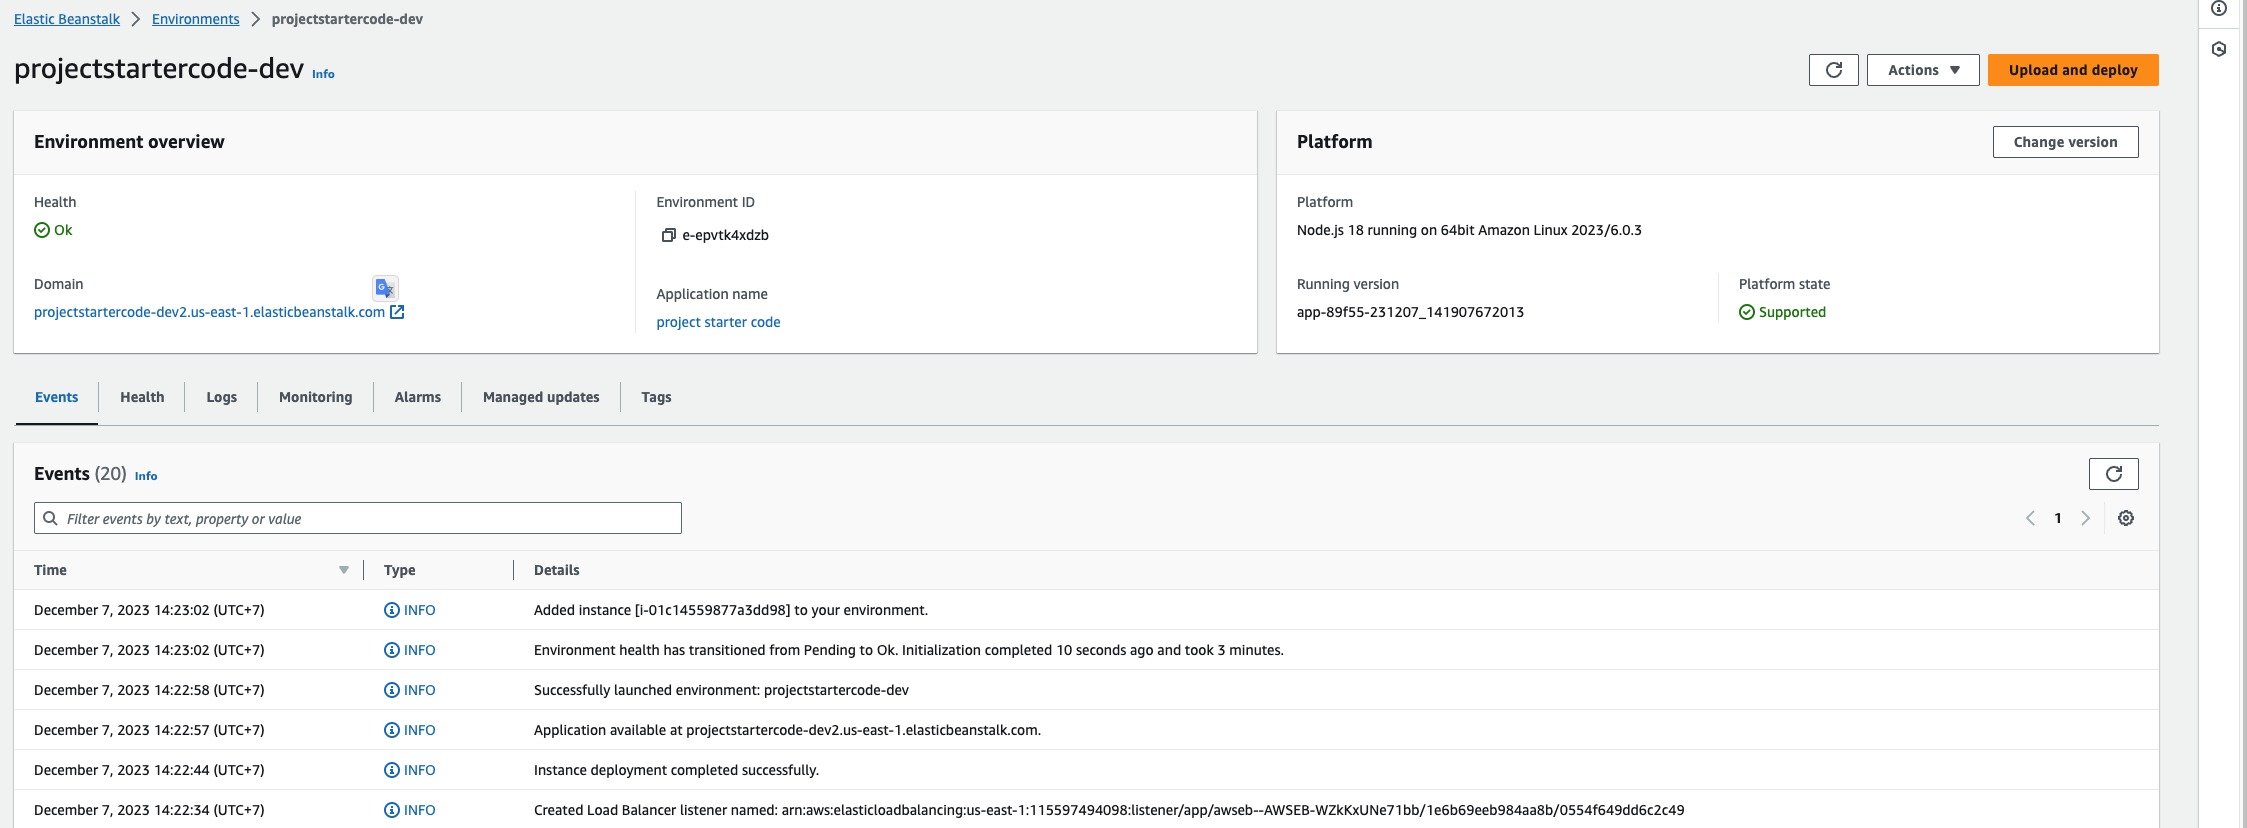 Elastic Beanstalk > Environments > projectstartercode-dev
projectstartercode-dev Info
Actions Upload and deploy
Environment overview
Health
Ok
Environment ID
e-epvtk4xdzb
Domain
projectstartercode-dev2.us-east-1.elasticbeanstalk.com
Application name
project starter code
Platform Change version
Platform
Node.js 18 running on 64bit Amazon Linux 2023/6.0.3
Running version
app-89f55-231207_141907672013
Platform state
Supported
Events Health Logs Monitoring Alarms Managed updates Tags
Events (20) Info
Filter events by text, property or value
1
Time Type Details
December 7, 2023 14:23:02 (UTC+7) INFO Added instance [i-01c14559877a3dd98] to your environment.
December 7, 2023 14:23:02 (UTC+7) INFO Environment health has transitioned from Pending to Ok. Initialization completed 10 seconds ago and took 3 minutes.
December 7, 2023 14:22:58 (UTC+7) INFO Successfully launched environment: projectstartercode-dev
December 7, 2023 14:22:57 (UTC+7) INFO Application available at projectstartercode-dev2.us-east-1.elasticbeanstalk.com.
December 7, 2023 14:22:44 (UTC+7) INFO Instance deployment completed successfully.
December 7, 2023 14:22:34 (UTC+7) INFO Created Load Balancer listener named: arn:aws:elasticloadbalancing:us-east-1:115597494098:listener/app/awseb--AWSEB-WZkKxUNe71bb/1e6b69eeb984aa8b/0554f649dd6c2c49